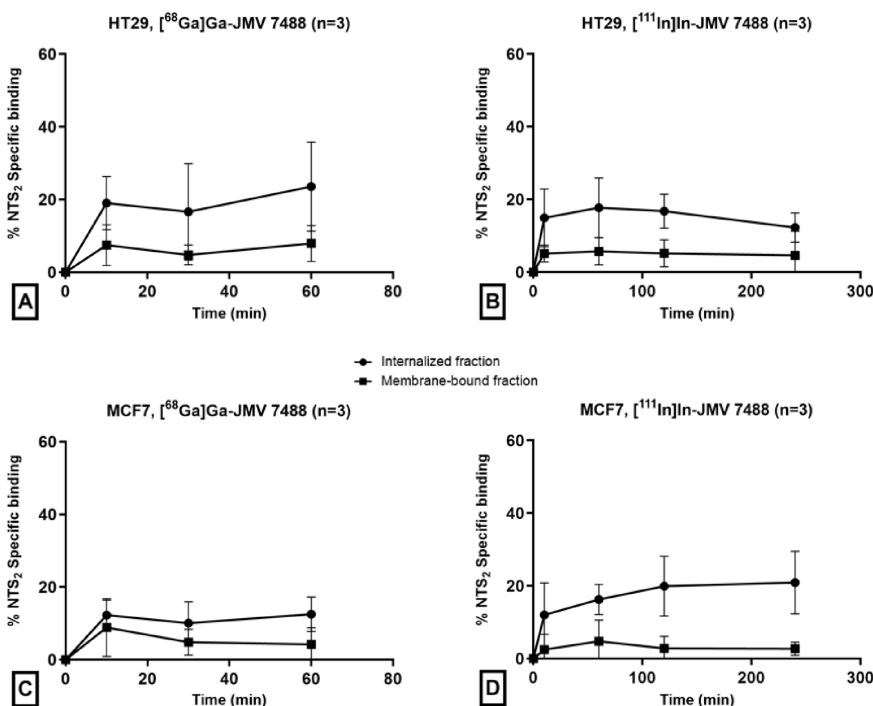 HT29, [⁶⁸Ga]Ga-JMV 7488 (n=3)
% NTS₂ Specific binding
60
40
20
0
0 20 40 60 80
Time (min)
A
HT29, [¹¹¹In]In-JMV 7488 (n=3)
% NTS₂ Specific binding
60
40
20
0
0 100 200 300
Time (min)
B
Internalized fraction
Membrane-bound fraction
MCF7, [⁶⁸Ga]Ga-JMV 7488 (n=3)
% NTS₂ Specific binding
60
40
20
0
0 20 40 60 80
Time (min)
C
MCF7, [¹¹¹In]In-JMV 7488 (n=3)
% NTS₂ Specific binding
60
40
20
0
0 100 200 300
Time (min)
D